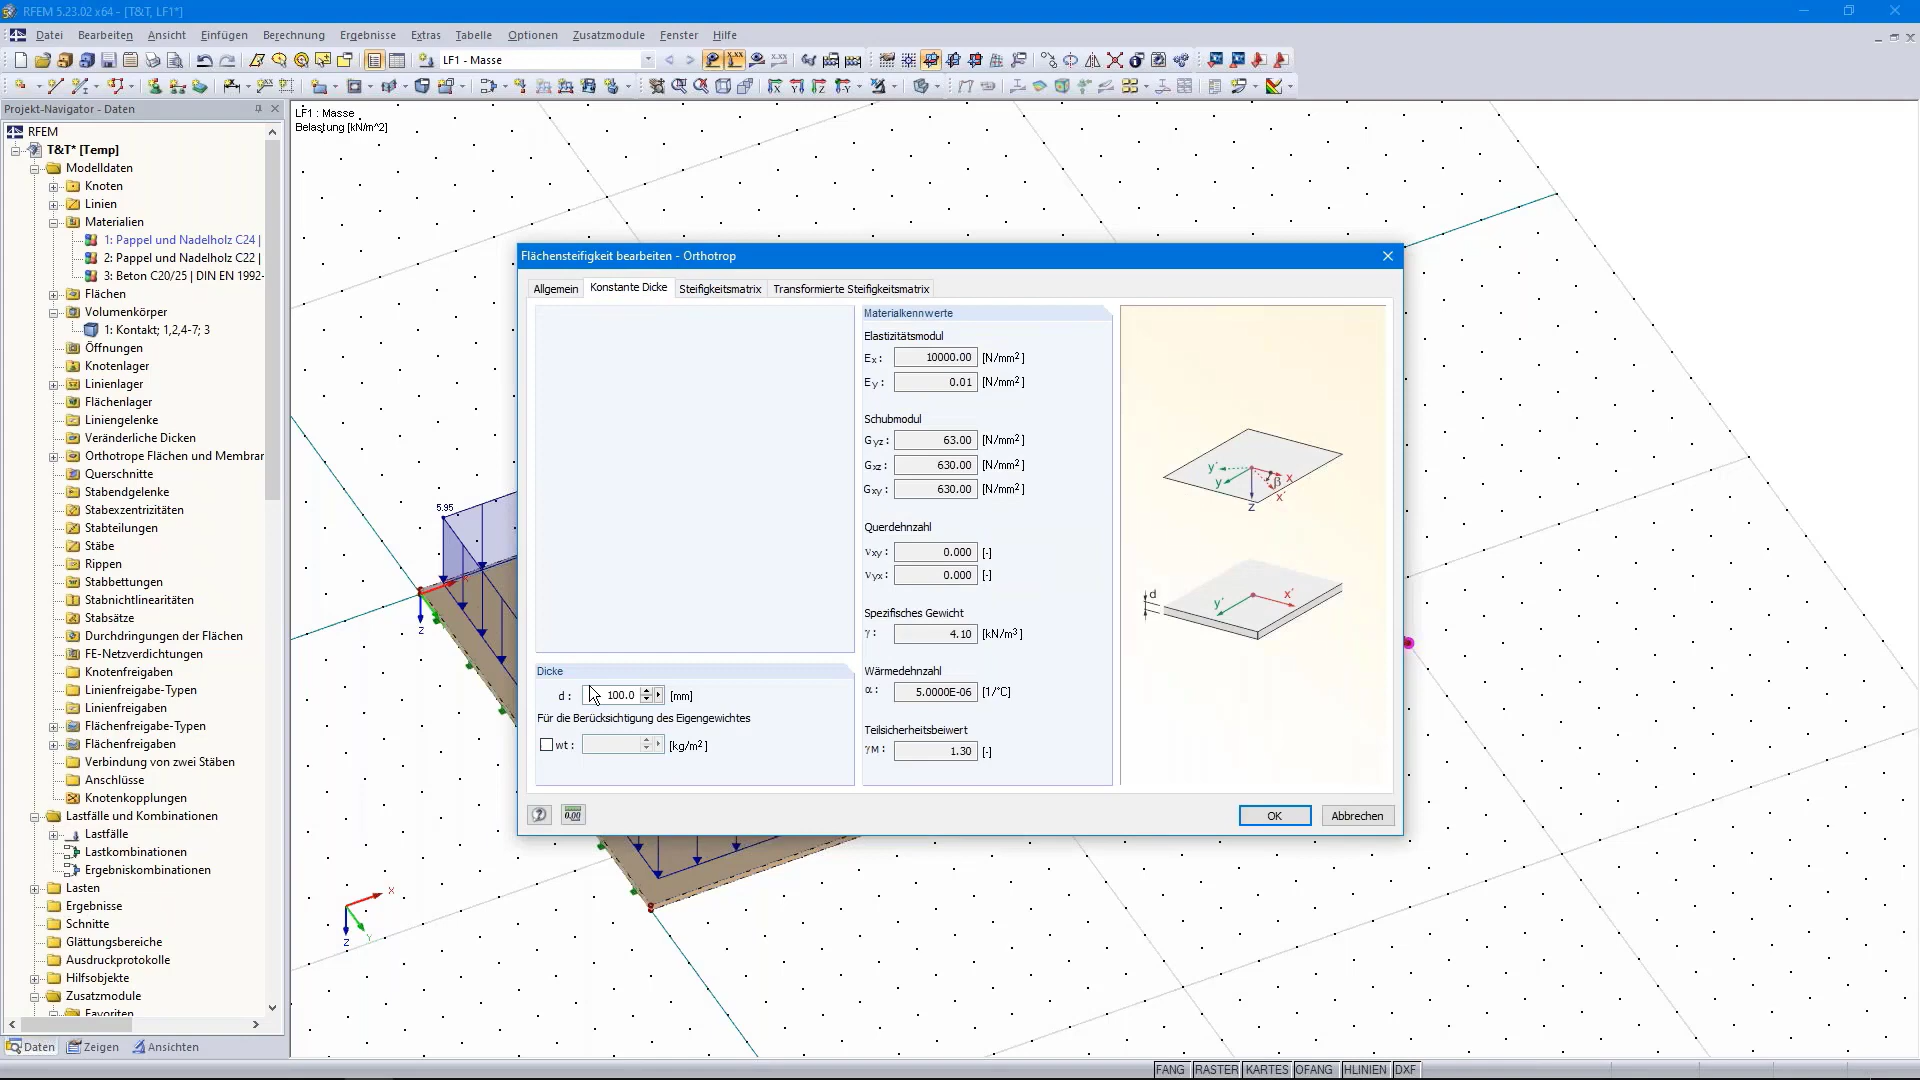 RFEM 5.23.02 x64 - [T&T, LF1*]
Datei Bearbeiten Ansicht Einfügen Berechnung Ergebnisse Extras Tabelle Optionen Zusatzmodule Fenster Hilfe
LF1 - Masse
Projekt-Navigator - Daten
RFEM
T&T* [Temp]
Modelldaten
Knoten
Linien
Materialien
1: Pappel und Nadelholz C24 |
2: Pappel und Nadelholz C22 |
3: Beton C20/25 | DIN EN 1992-
Flächen
Volumenkörper
1: Kontakt; 1,2,4-7; 3
Öffnungen
Knotenlager
Linienlager
Flächenlager
Liniengelenke
Veränderliche Dicken
Orthotrope Flächen und Membrar
Querschnitte
Stabendgelenke
Stabexzentrizitäten
Stabteilungen
Stäbe
Rippen
Stabbettungen
Stabnichtlinearitäten
Stabsätze
Durchdringungen der Flächen
FE-Netzverdichtungen
Knotenfreigaben
Linienfreigabe-Typen
Linienfreigaben
Flächenfreigabe-Typen
Flächenfreigaben
Verbindung von zwei Stäben
Anschlüsse
Knotenkopplungen
Lastfälle und Kombinationen
Lastfälle
Lastkombinationen
Ergebniskombinationen
Lasten
Ergebnisse
Schnitte
Glättungsbereiche
Ausdruckprotokolle
Hilfsobjekte
Zusatzmodule
Favoriten
Daten Zeigen Ansichten
LF1 : Masse
Belastung [kN/m^2]
5.95
X
Z
X
Y
Z
Flächensteifigkeit bearbeiten - Orthotrop
Allgemein Konstante Dicke Steifigkeitsmatrix Transformierte Steifigkeitsmatrix
Dicke
d : 100.0 [mm]
Für die Berücksichtigung des Eigengewichtes
wt : [kg/m2]
Materialkennwerte
Elastizitätsmodul
Ex : 10000.00 [N/mm2]
Ey : 0.01 [N/mm2]
Schubmodul
Gyz : 63.00 [N/mm2]
Gxz : 630.00 [N/mm2]
Gxy : 630.00 [N/mm2]
Querdehnzahl
νxy : 0.000 [-]
νyx : 0.000 [-]
Spezifisches Gewicht
γ : 4.10 [kN/m3]
Wärmedehnzahl
α : 5.0000E-06 [1/°C]
Teilsicherheitsbeiwert
γM : 1.30 [-]
y' y β x x' z
d y' x'
0.00
OK Abbrechen
FANG RASTER KARTES OFANG HLINIEN DXF